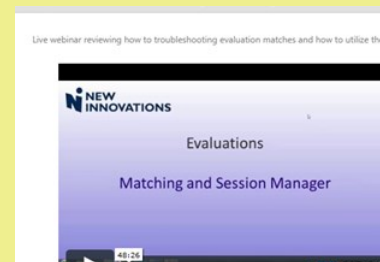 Live webinar reviewing how to troubleshooting evaluation matches and how to utilize the
NEW
INNOVATIONS
Evaluations
Matching and Session Manager
48:26